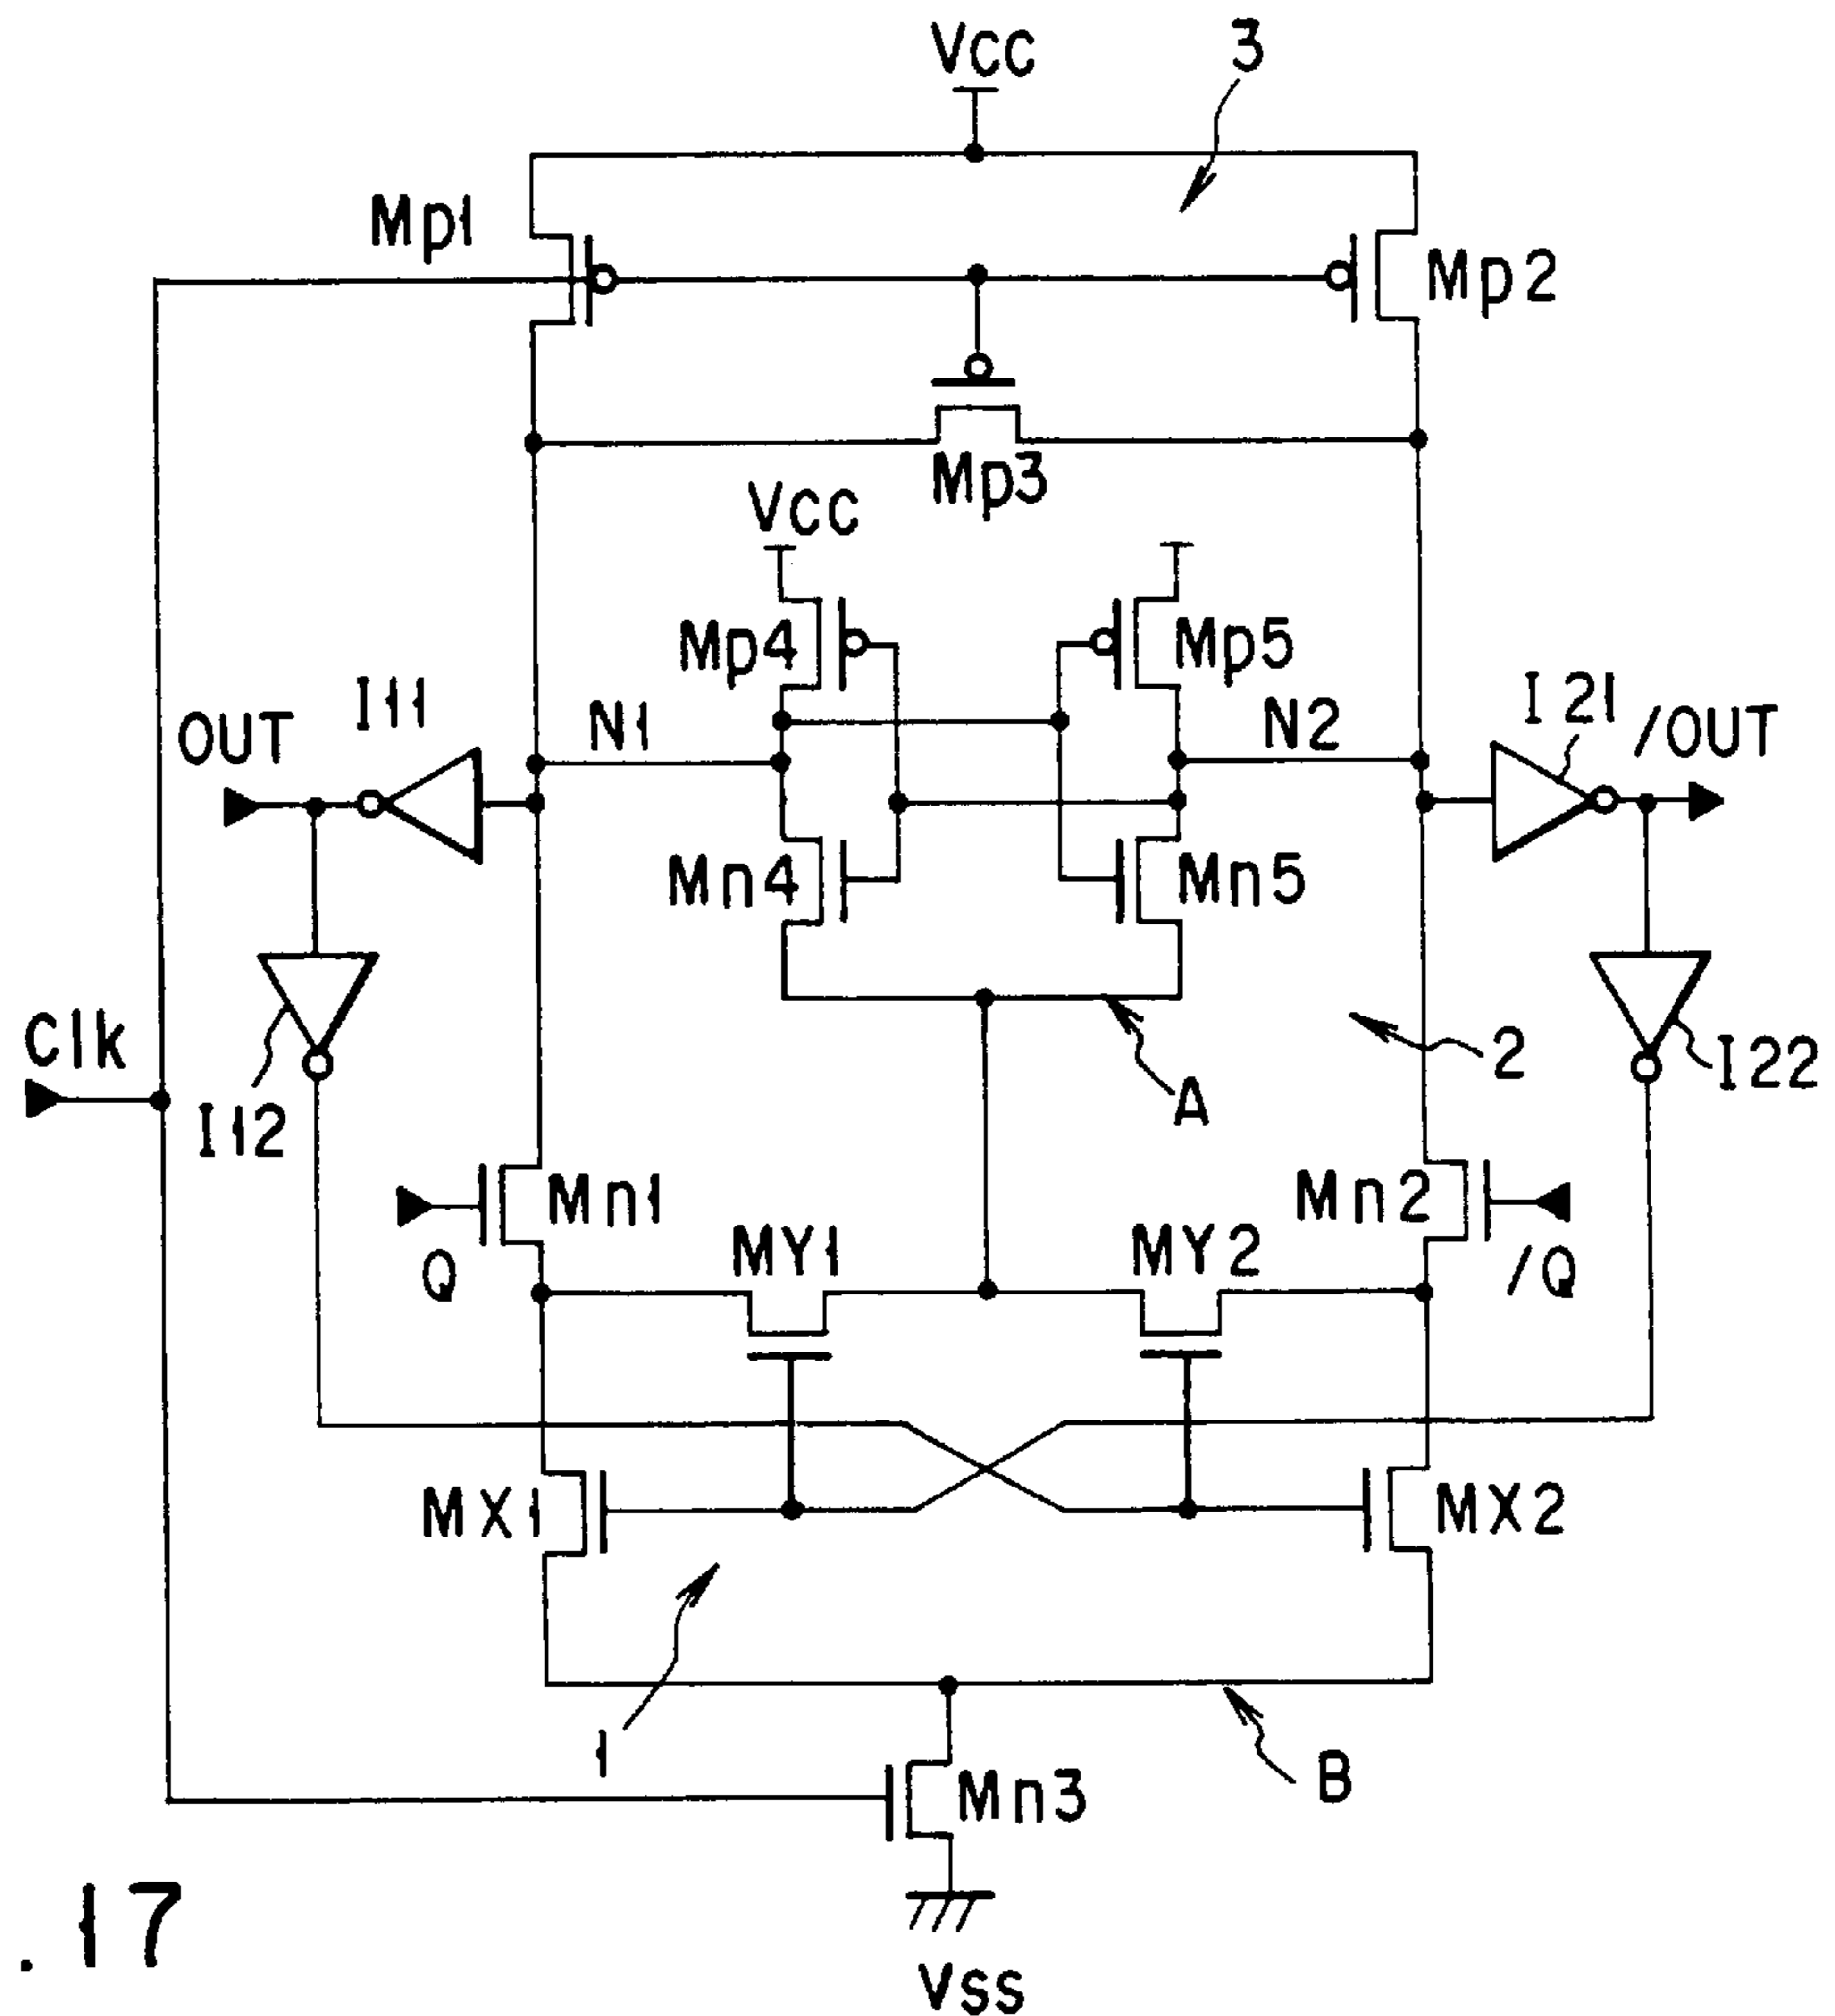 Vcc
3
Mp1
Mp2
Mp3
Vcc
Mp4
Mp5
I11
N1
N2
I21
OUT
/OUT
Mn4
Mn5
Clk
2
I22
A
I12
Mn1
Mn2
MY1
MY2
Q
/Q
MX1
MX2
1
B
Mn3
. 17
Vss